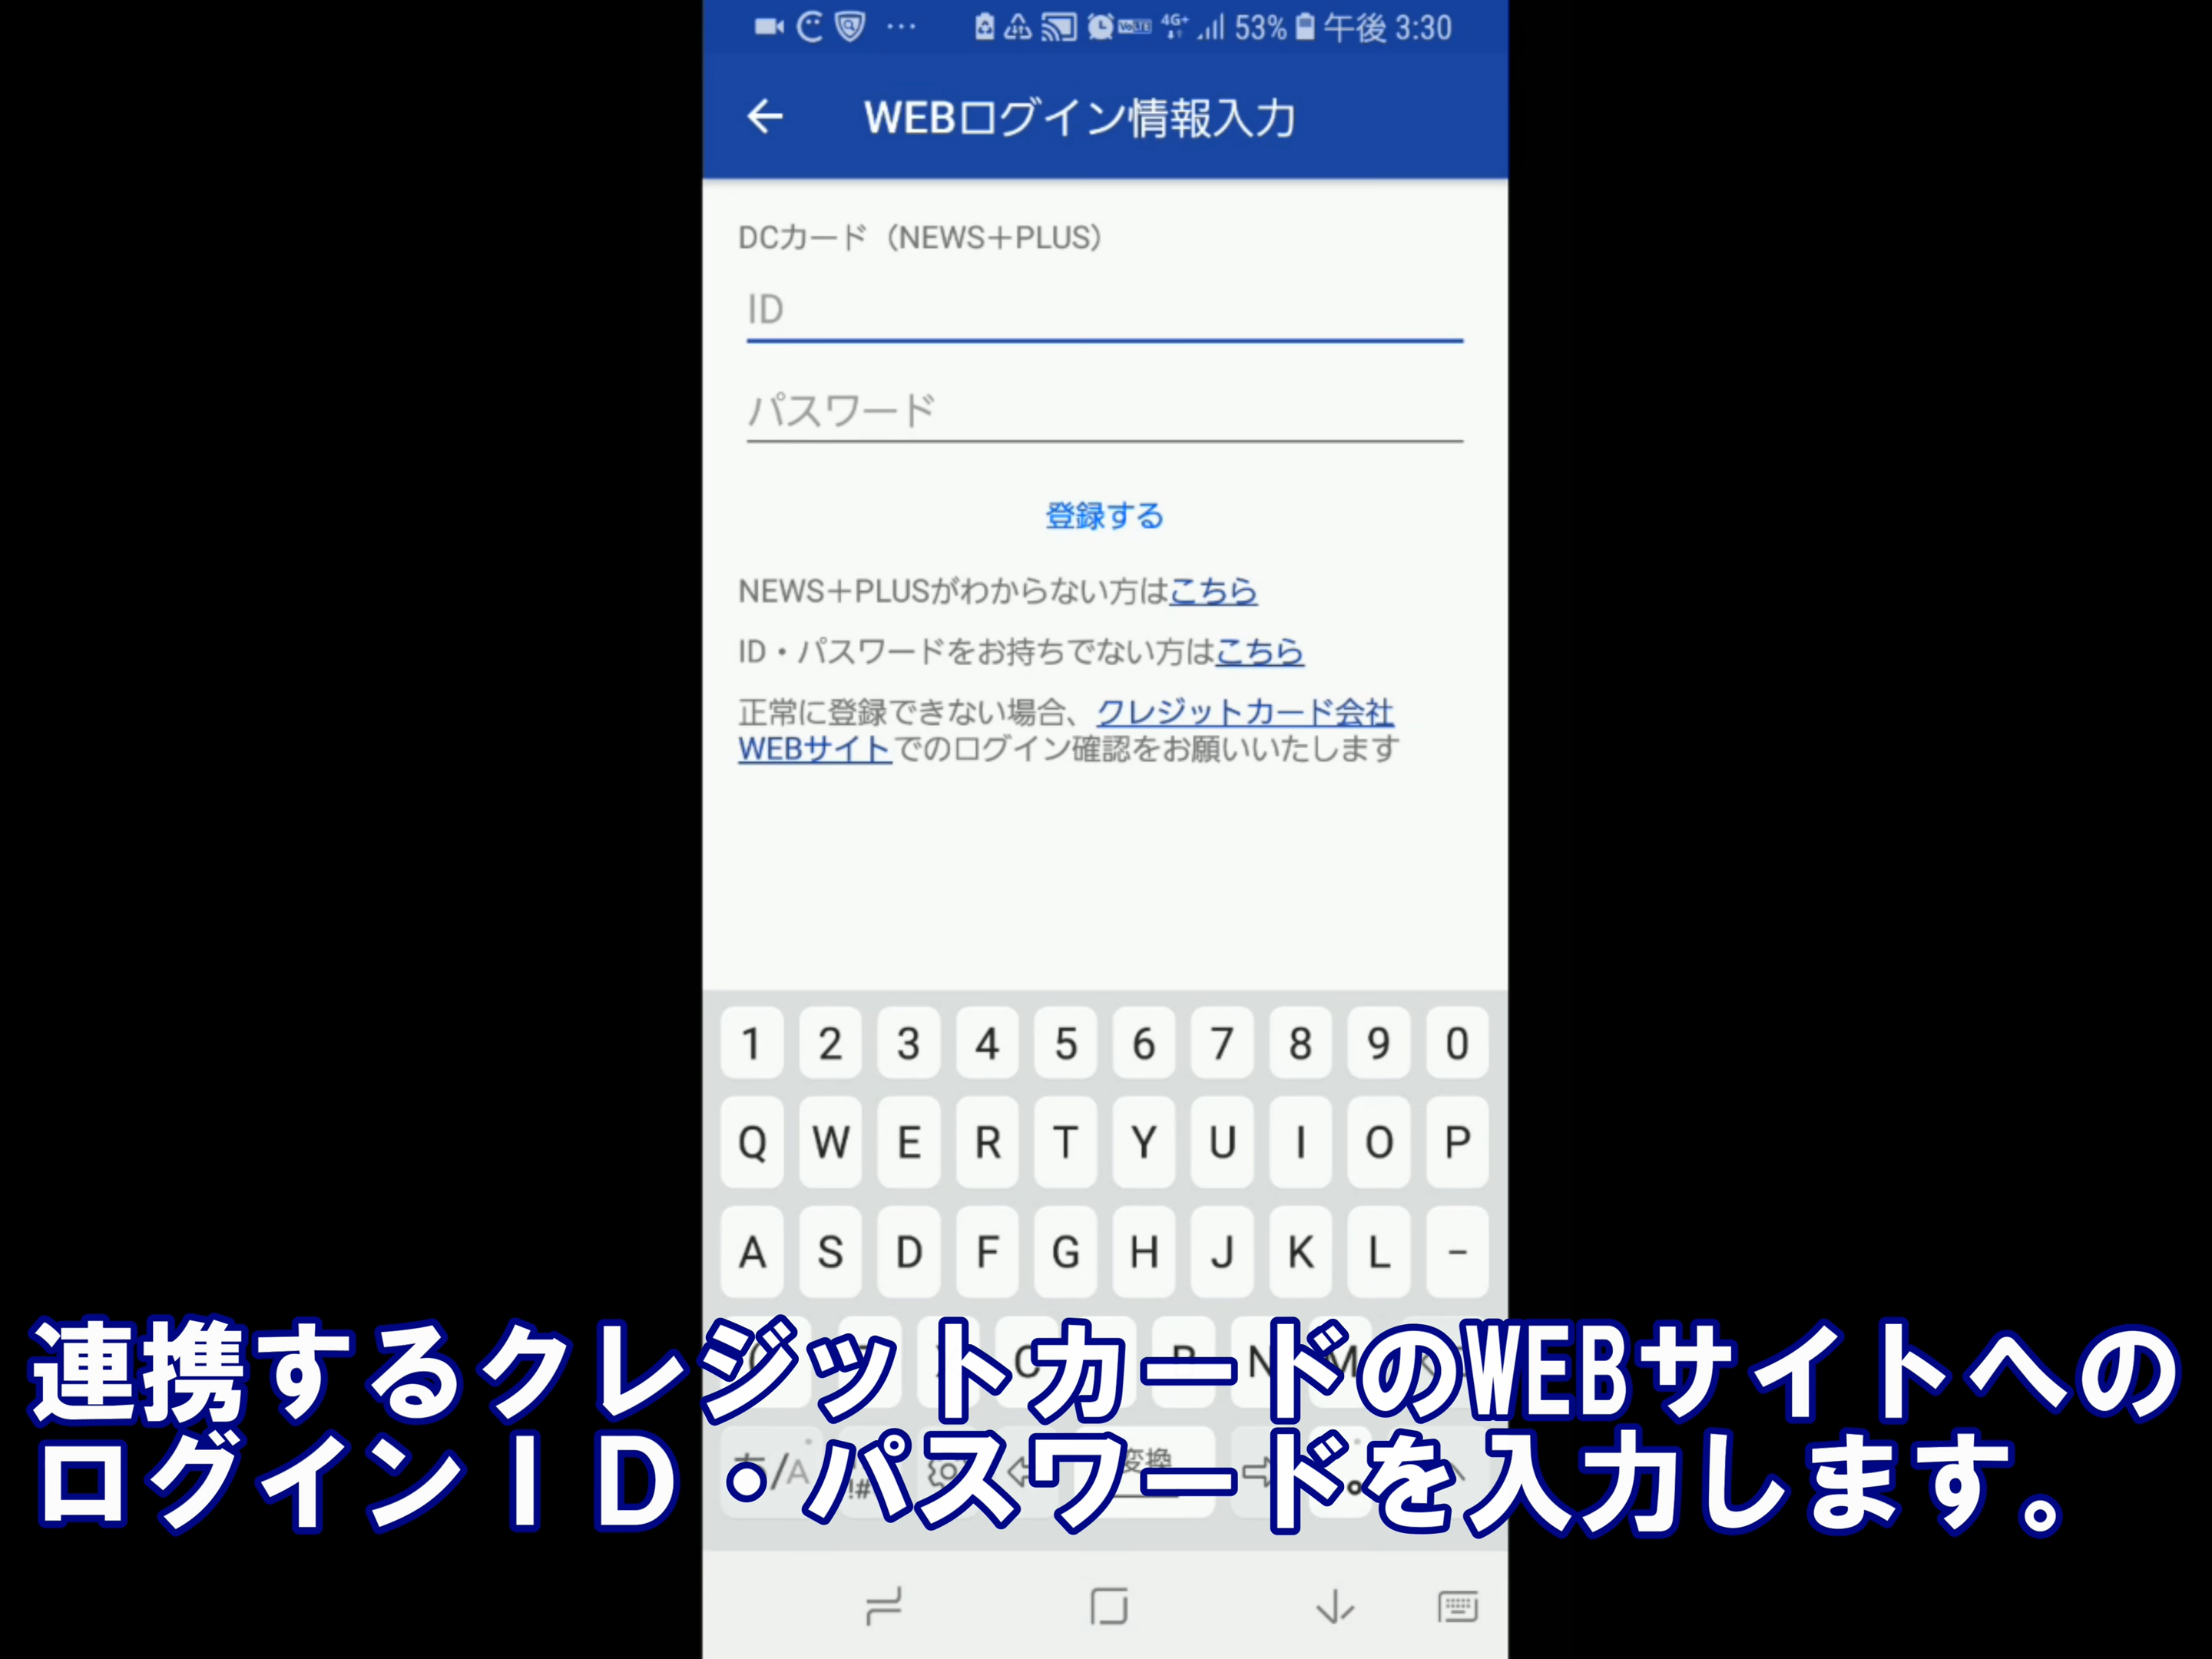 VoLTE 4G+ 53% 午後 3:30
WEBログイン情報入力
DCカード（NEWS＋PLUS）
ID
パスワード
登録する
NEWS＋PLUSがわからない方はこちら
ID・パスワードをお持ちでない方はこちら
正常に登録できない場合、クレジットカード会社
WEBサイトでのログイン確認をお願いいたします
1 2 3 4 5 6 7 8 9 0
Q W E R T Y U I O P
A S D F G H J K L −
連携するクレジットカードのWEBサイトへの
ログインＩＤ・パスワードを入力します。